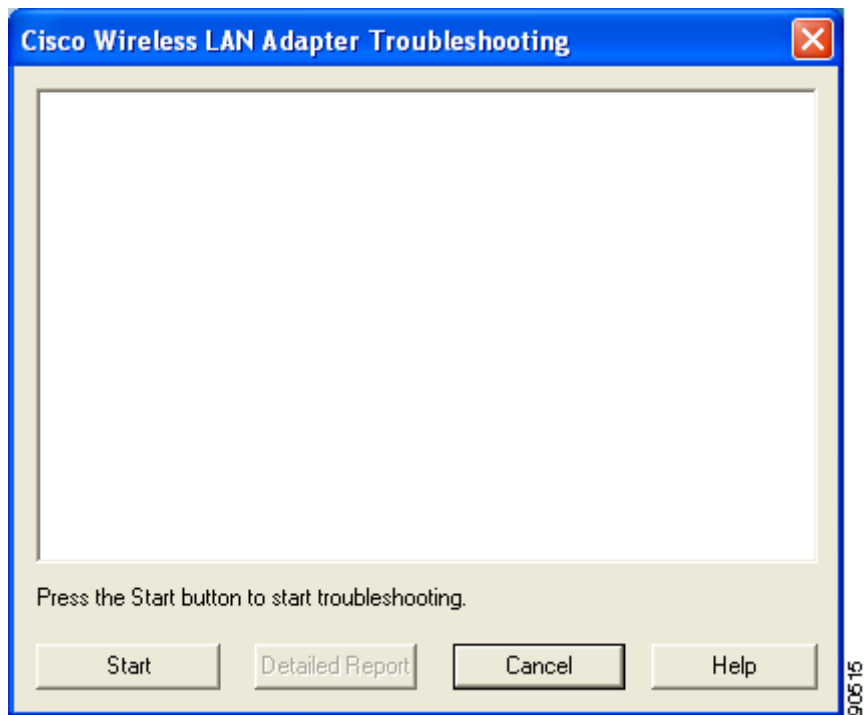 Cisco Wireless LAN Adapter Troubleshooting
Press the Start button to start troubleshooting.
Start
Detailed Report
Cancel
Help
90515